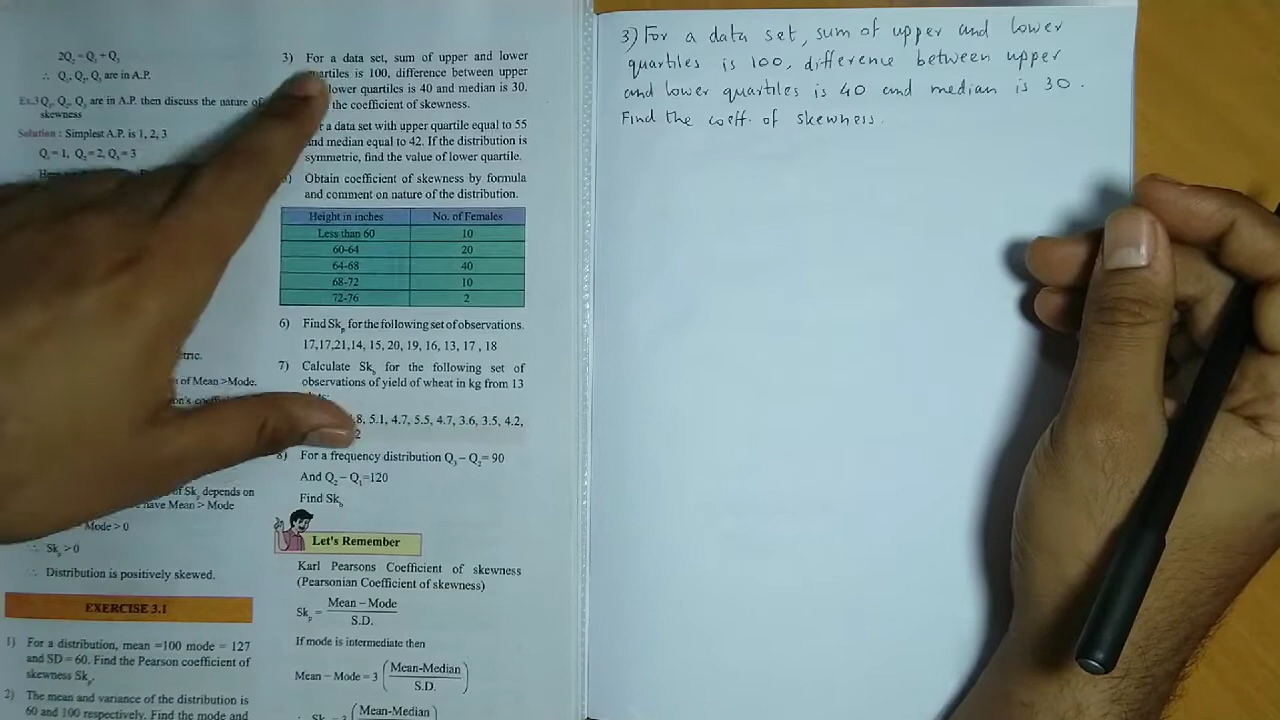 2Q₂ = Q₁ + Q₃
∴ Q₁, Q₂, Q₃ are in A.P.
Ex.3 Q₁, Q₂, Q₃ are in A.P. then discuss the nature of
skewness
Solution : Simplest A.P. is 1, 2, 3
Q₁ = 1, Q₂ = 2, Q₃ = 3
of Mean >Mode.
of Sk depends on
have Mean > Mode
Mode > 0
∴ Skₚ > 0
∴ Distribution is positively skewed.
EXERCISE 3.1
1) For a distribution, mean =100 mode = 127
and SD = 60. Find the Pearson coefficient of
skewness Skₚ.
2) The mean and variance of the distribution is
60 and 100 respectively. Find the mode and
3) For a data set, sum of upper and lower
quartiles is 100, difference between upper
lower quartiles is 40 and median is 30.
the coefficient of skewness.
a data set with upper quartile equal to 55
and median equal to 42. If the distribution is
symmetric, find the value of lower quartile.
Obtain coefficient of skewness by formula
and comment on nature of the distribution.
Height in inches No. of Females
Less than 60 10
60-64 20
64-68 40
68-72 10
72-76 2
6) Find Skₚ for the following set of observations.
17,17,21,14, 15, 20, 19, 16, 13, 17 , 18
7) Calculate Sk_b for the following set of
observations of yield of wheat in kg from 13
5.1, 4.7, 5.5, 4.7, 3.6, 3.5, 4.2,
8) For a frequency distribution Q₃ – Q₂= 90
And Q₂ – Q₁=120
Find Sk_b
Let's Remember
Karl Pearsons Coefficient of skewness
(Pearsonian Coefficient of skewness)
Skₚ = Mean – Mode
S.D.
If mode is intermediate then
Mean – Mode = 3 (Mean-Median
S.D.)
(Mean-Median)
3) For a data set, sum of upper and lower
quartiles is 100, difference between upper
and lower quartiles is 40 and median is 30.
Find the coeff. of skewness.